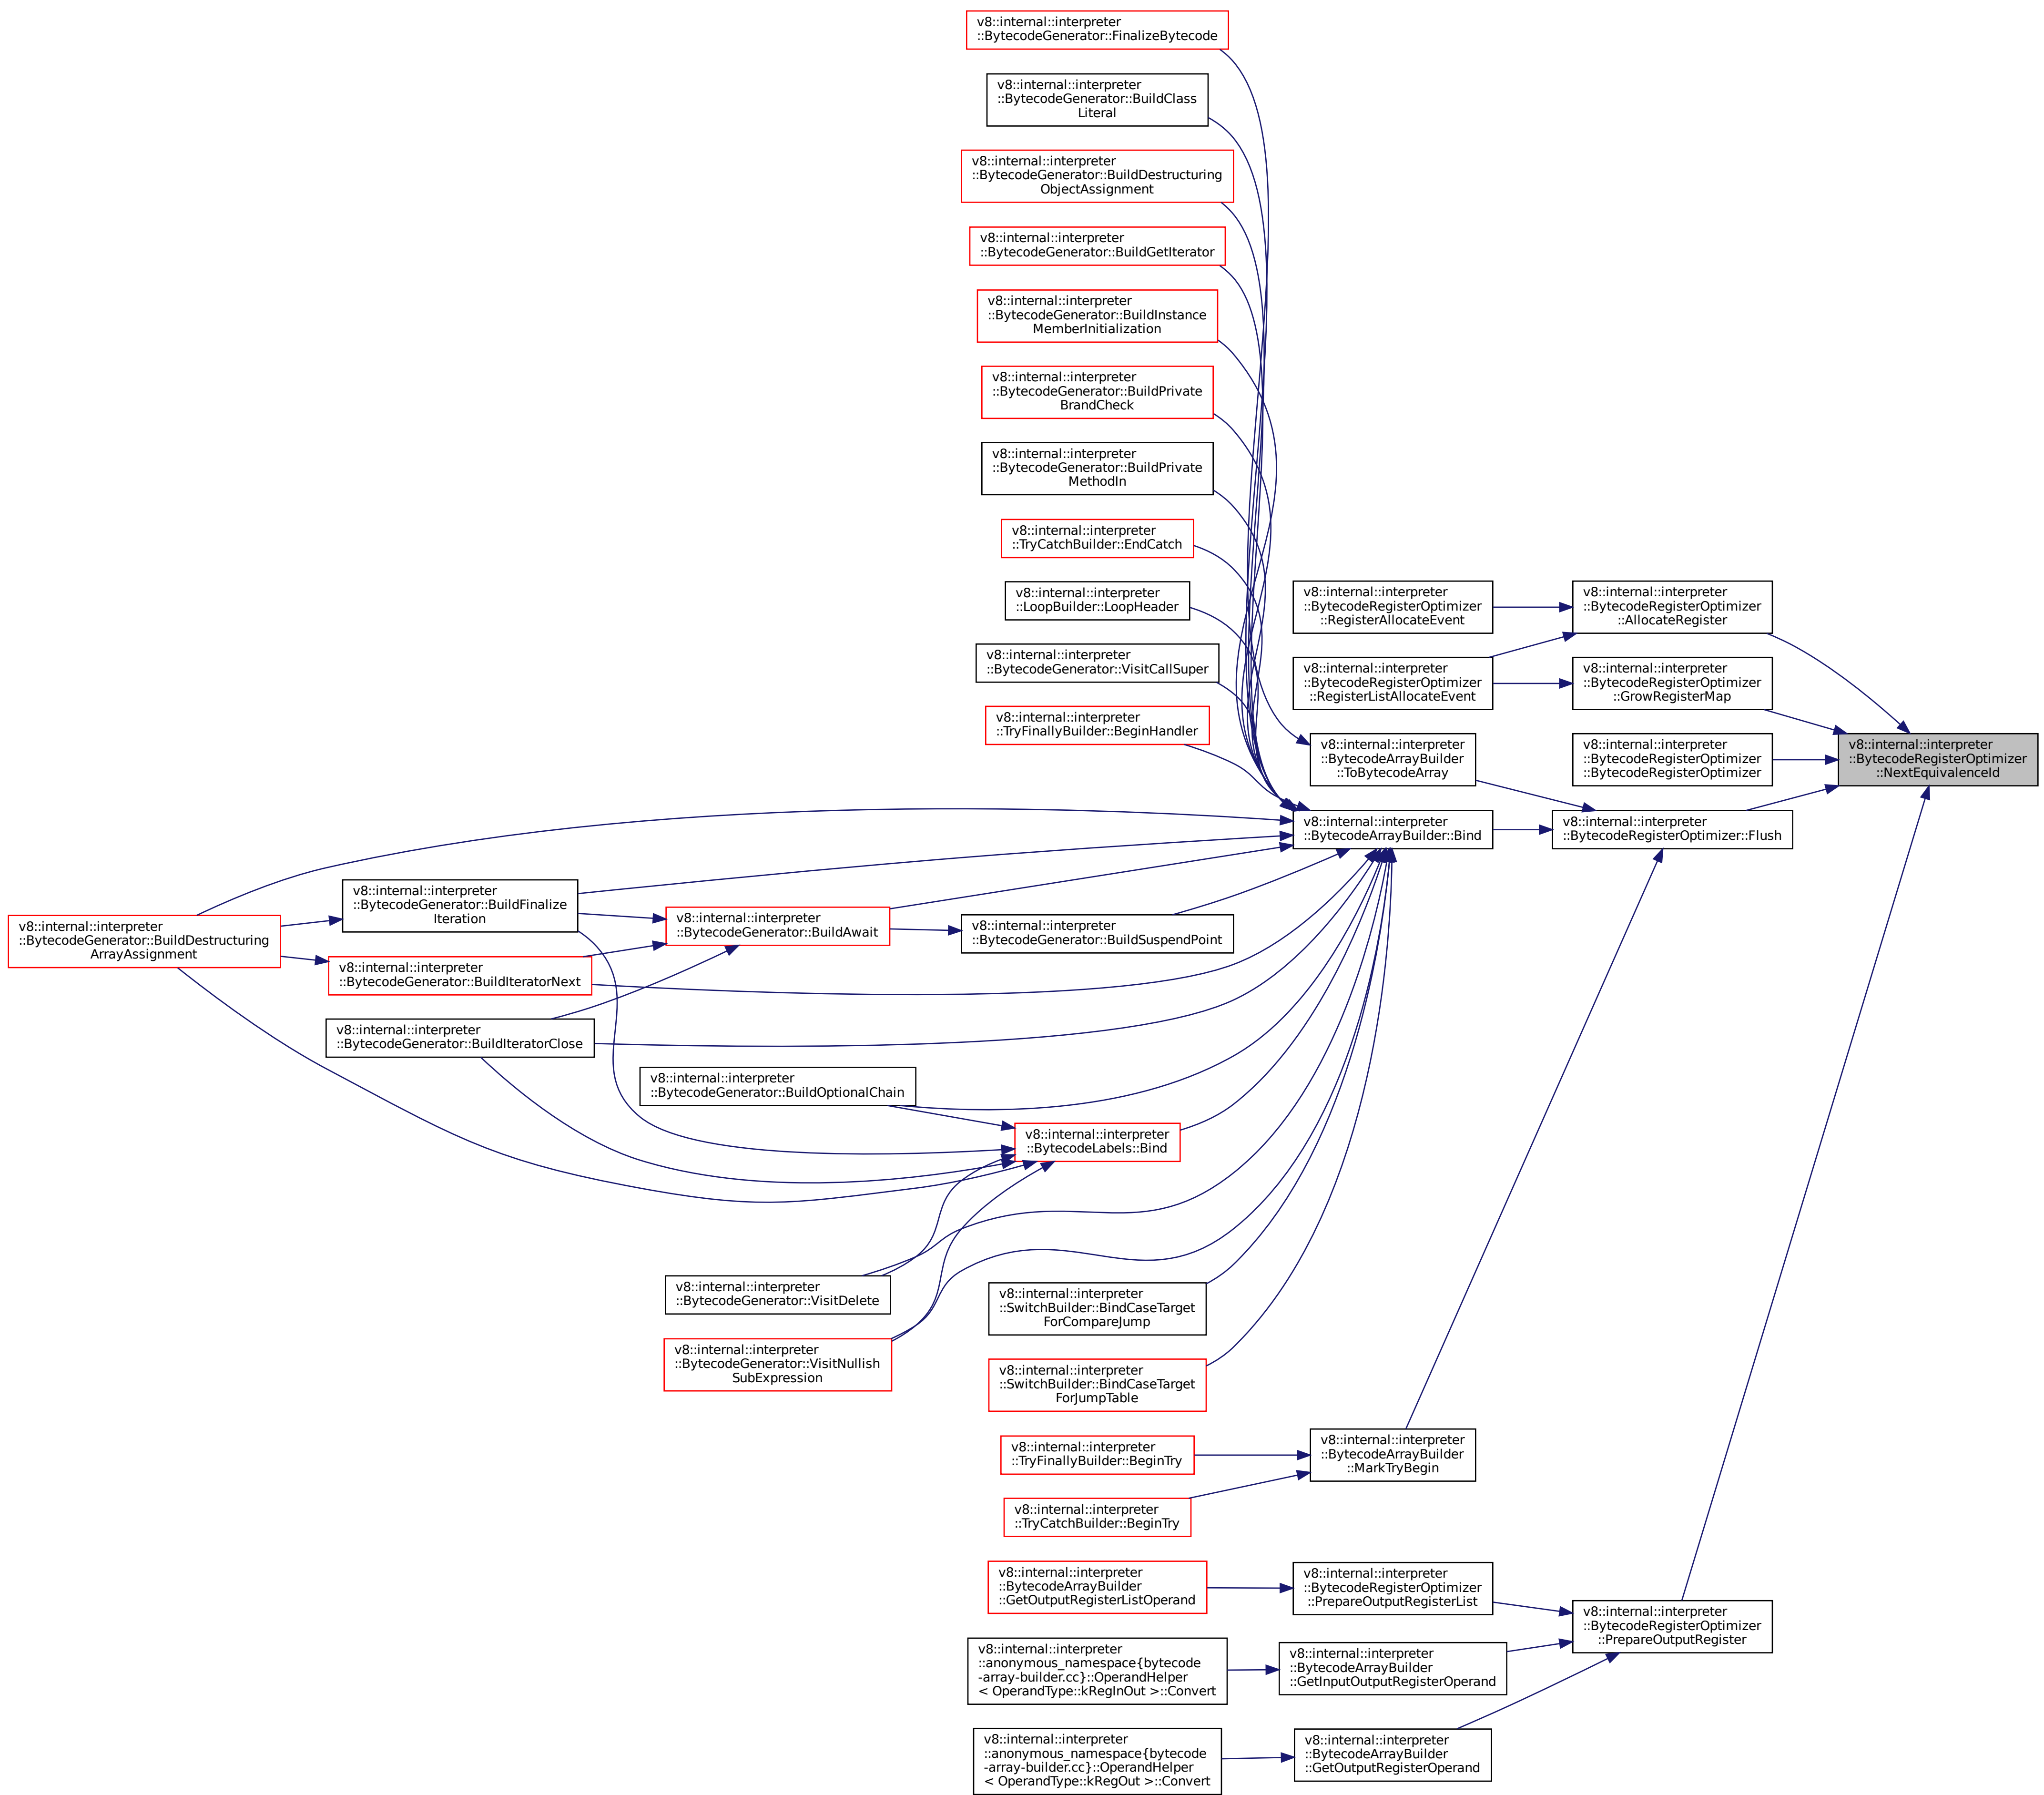 v8::internal::interpreter
::BytecodeGenerator::FinalizeBytecode
v8::internal::interpreter
::BytecodeGenerator::BuildClass
Literal
v8::internal::interpreter
::BytecodeGenerator::BuildDestructuring
ObjectAssignment
v8::internal::interpreter
::BytecodeGenerator::BuildGetIterator
v8::internal::interpreter
::BytecodeGenerator::BuildInstance
MemberInitialization
v8::internal::interpreter
::BytecodeGenerator::BuildPrivate
BrandCheck
v8::internal::interpreter
::BytecodeGenerator::BuildPrivate
MethodIn
v8::internal::interpreter
::TryCatchBuilder::EndCatch
v8::internal::interpreter
::LoopBuilder::LoopHeader
v8::internal::interpreter
::BytecodeGenerator::VisitCallSuper
v8::internal::interpreter
::TryFinallyBuilder::BeginHandler
v8::internal::interpreter
::BytecodeRegisterOptimizer
::RegisterAllocateEvent
v8::internal::interpreter
::BytecodeRegisterOptimizer
::AllocateRegister
v8::internal::interpreter
::BytecodeRegisterOptimizer
::RegisterListAllocateEvent
v8::internal::interpreter
::BytecodeRegisterOptimizer
::GrowRegisterMap
v8::internal::interpreter
::BytecodeArrayBuilder
::ToBytecodeArray
v8::internal::interpreter
::BytecodeRegisterOptimizer
::BytecodeRegisterOptimizer
v8::internal::interpreter
::BytecodeRegisterOptimizer
::NextEquivalenceId
v8::internal::interpreter
::BytecodeArrayBuilder::Bind
v8::internal::interpreter
::BytecodeRegisterOptimizer::Flush
v8::internal::interpreter
::BytecodeGenerator::BuildDestructuring
ArrayAssignment
v8::internal::interpreter
::BytecodeGenerator::BuildFinalize
Iteration
v8::internal::interpreter
::BytecodeGenerator::BuildAwait
v8::internal::interpreter
::BytecodeGenerator::BuildSuspendPoint
v8::internal::interpreter
::BytecodeGenerator::BuildIteratorNext
v8::internal::interpreter
::BytecodeGenerator::BuildIteratorClose
v8::internal::interpreter
::BytecodeGenerator::BuildOptionalChain
v8::internal::interpreter
::BytecodeLabels::Bind
v8::internal::interpreter
::BytecodeGenerator::VisitDelete
v8::internal::interpreter
::BytecodeGenerator::VisitNullish
SubExpression
v8::internal::interpreter
::SwitchBuilder::BindCaseTarget
ForCompareJump
v8::internal::interpreter
::SwitchBuilder::BindCaseTarget
ForJumpTable
v8::internal::interpreter
::TryFinallyBuilder::BeginTry
v8::internal::interpreter
::BytecodeArrayBuilder
::MarkTryBegin
v8::internal::interpreter
::TryCatchBuilder::BeginTry
v8::internal::interpreter
::BytecodeArrayBuilder
::GetOutputRegisterListOperand
v8::internal::interpreter
::BytecodeRegisterOptimizer
::PrepareOutputRegisterList
v8::internal::interpreter
::BytecodeRegisterOptimizer
::PrepareOutputRegister
v8::internal::interpreter
::anonymous_namespace{bytecode
-array-builder.cc}::OperandHelper
< OperandType::kRegInOut >::Convert
v8::internal::interpreter
::BytecodeArrayBuilder
::GetInputOutputRegisterOperand
v8::internal::interpreter
::anonymous_namespace{bytecode
-array-builder.cc}::OperandHelper
< OperandType::kRegOut >::Convert
v8::internal::interpreter
::BytecodeArrayBuilder
::GetOutputRegisterOperand